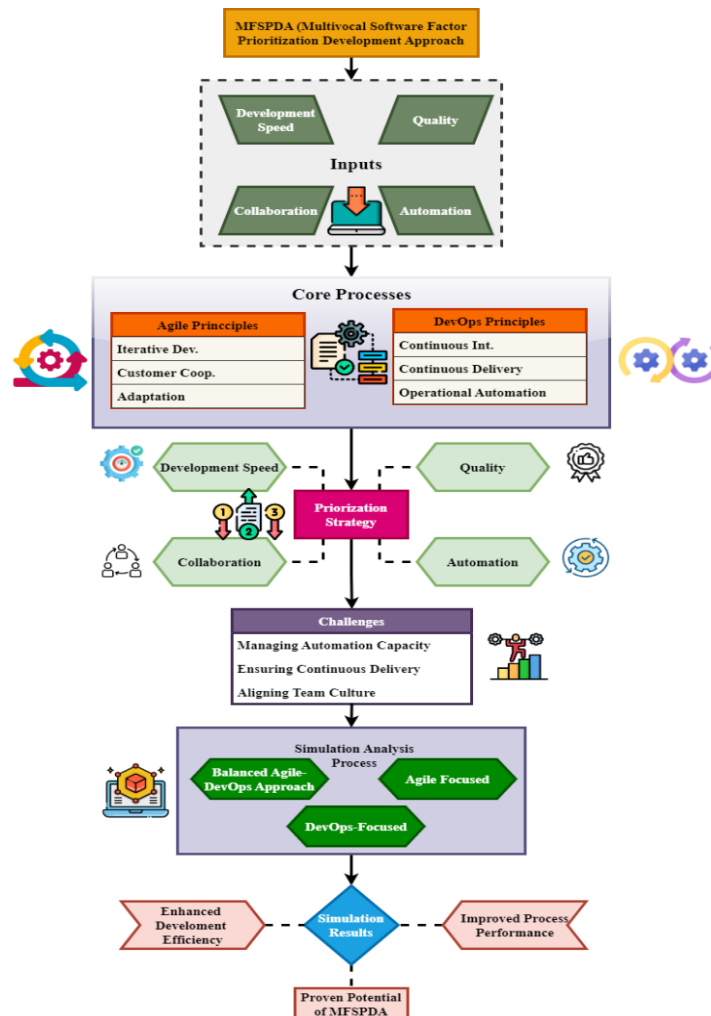 MFSPDA (Multivocal Software Factor
Prioritization Development Approach
Development
Speed
Quality
Inputs
Collaboration
Automation
Core Processes
Agile Princciples
Iterative Dev.
Customer Coop.
Adaptation
DevOps Principles
Continuous Int.
Continuous Delivery
Operational Automation
Development Speed
Quality
Priorization
Strategy
1
2
3
Collaboration
Automation
Challenges
Managing Automation Capacity
Ensuring Continuous Delivery
Aligning Team Culture
Simulation Analysis
Process
Balanced Agile-
DevOps Approach
Agile Focused
DevOps-Focused
Enhanced
Develoment
Efficiency
Simulation
Results
Improved Process
Performance
Proven Potential
of MFSPDA